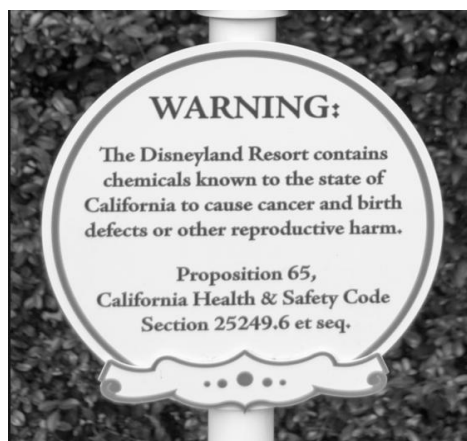 WARNING:
The Disneyland Resort contains
chemicals known to the state of
California to cause cancer and birth
defects or other reproductive harm.
Proposition 65,
California Health & Safety Code
Section 25249.6 et seq.